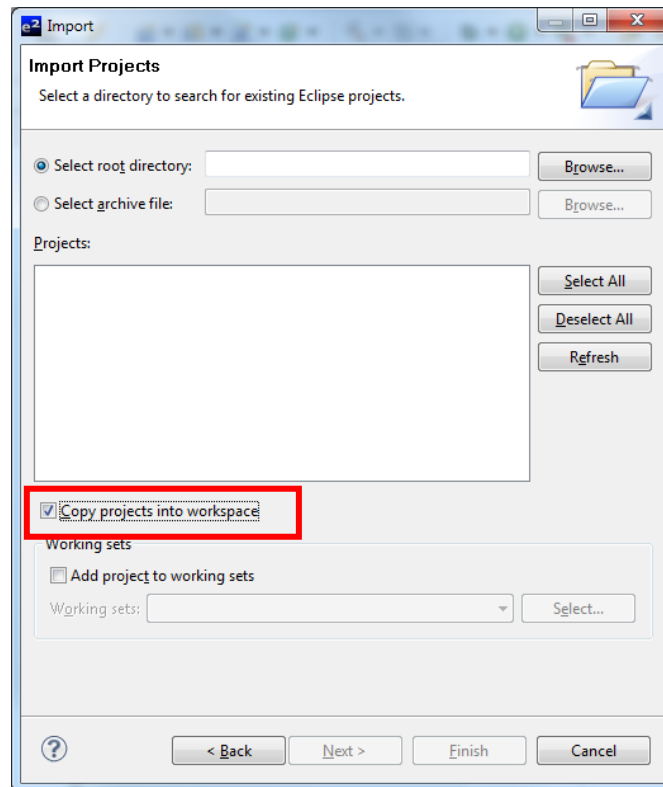 e² Import
Import Projects
Select a directory to search for existing Eclipse projects.
Select root directory: Browse...
Select archive file: Browse...
Projects:
Select All
Deselect All
Refresh
Copy projects into workspace
Working sets
Add project to working sets
Working sets: Select...
? < Back Next > Finish Cancel